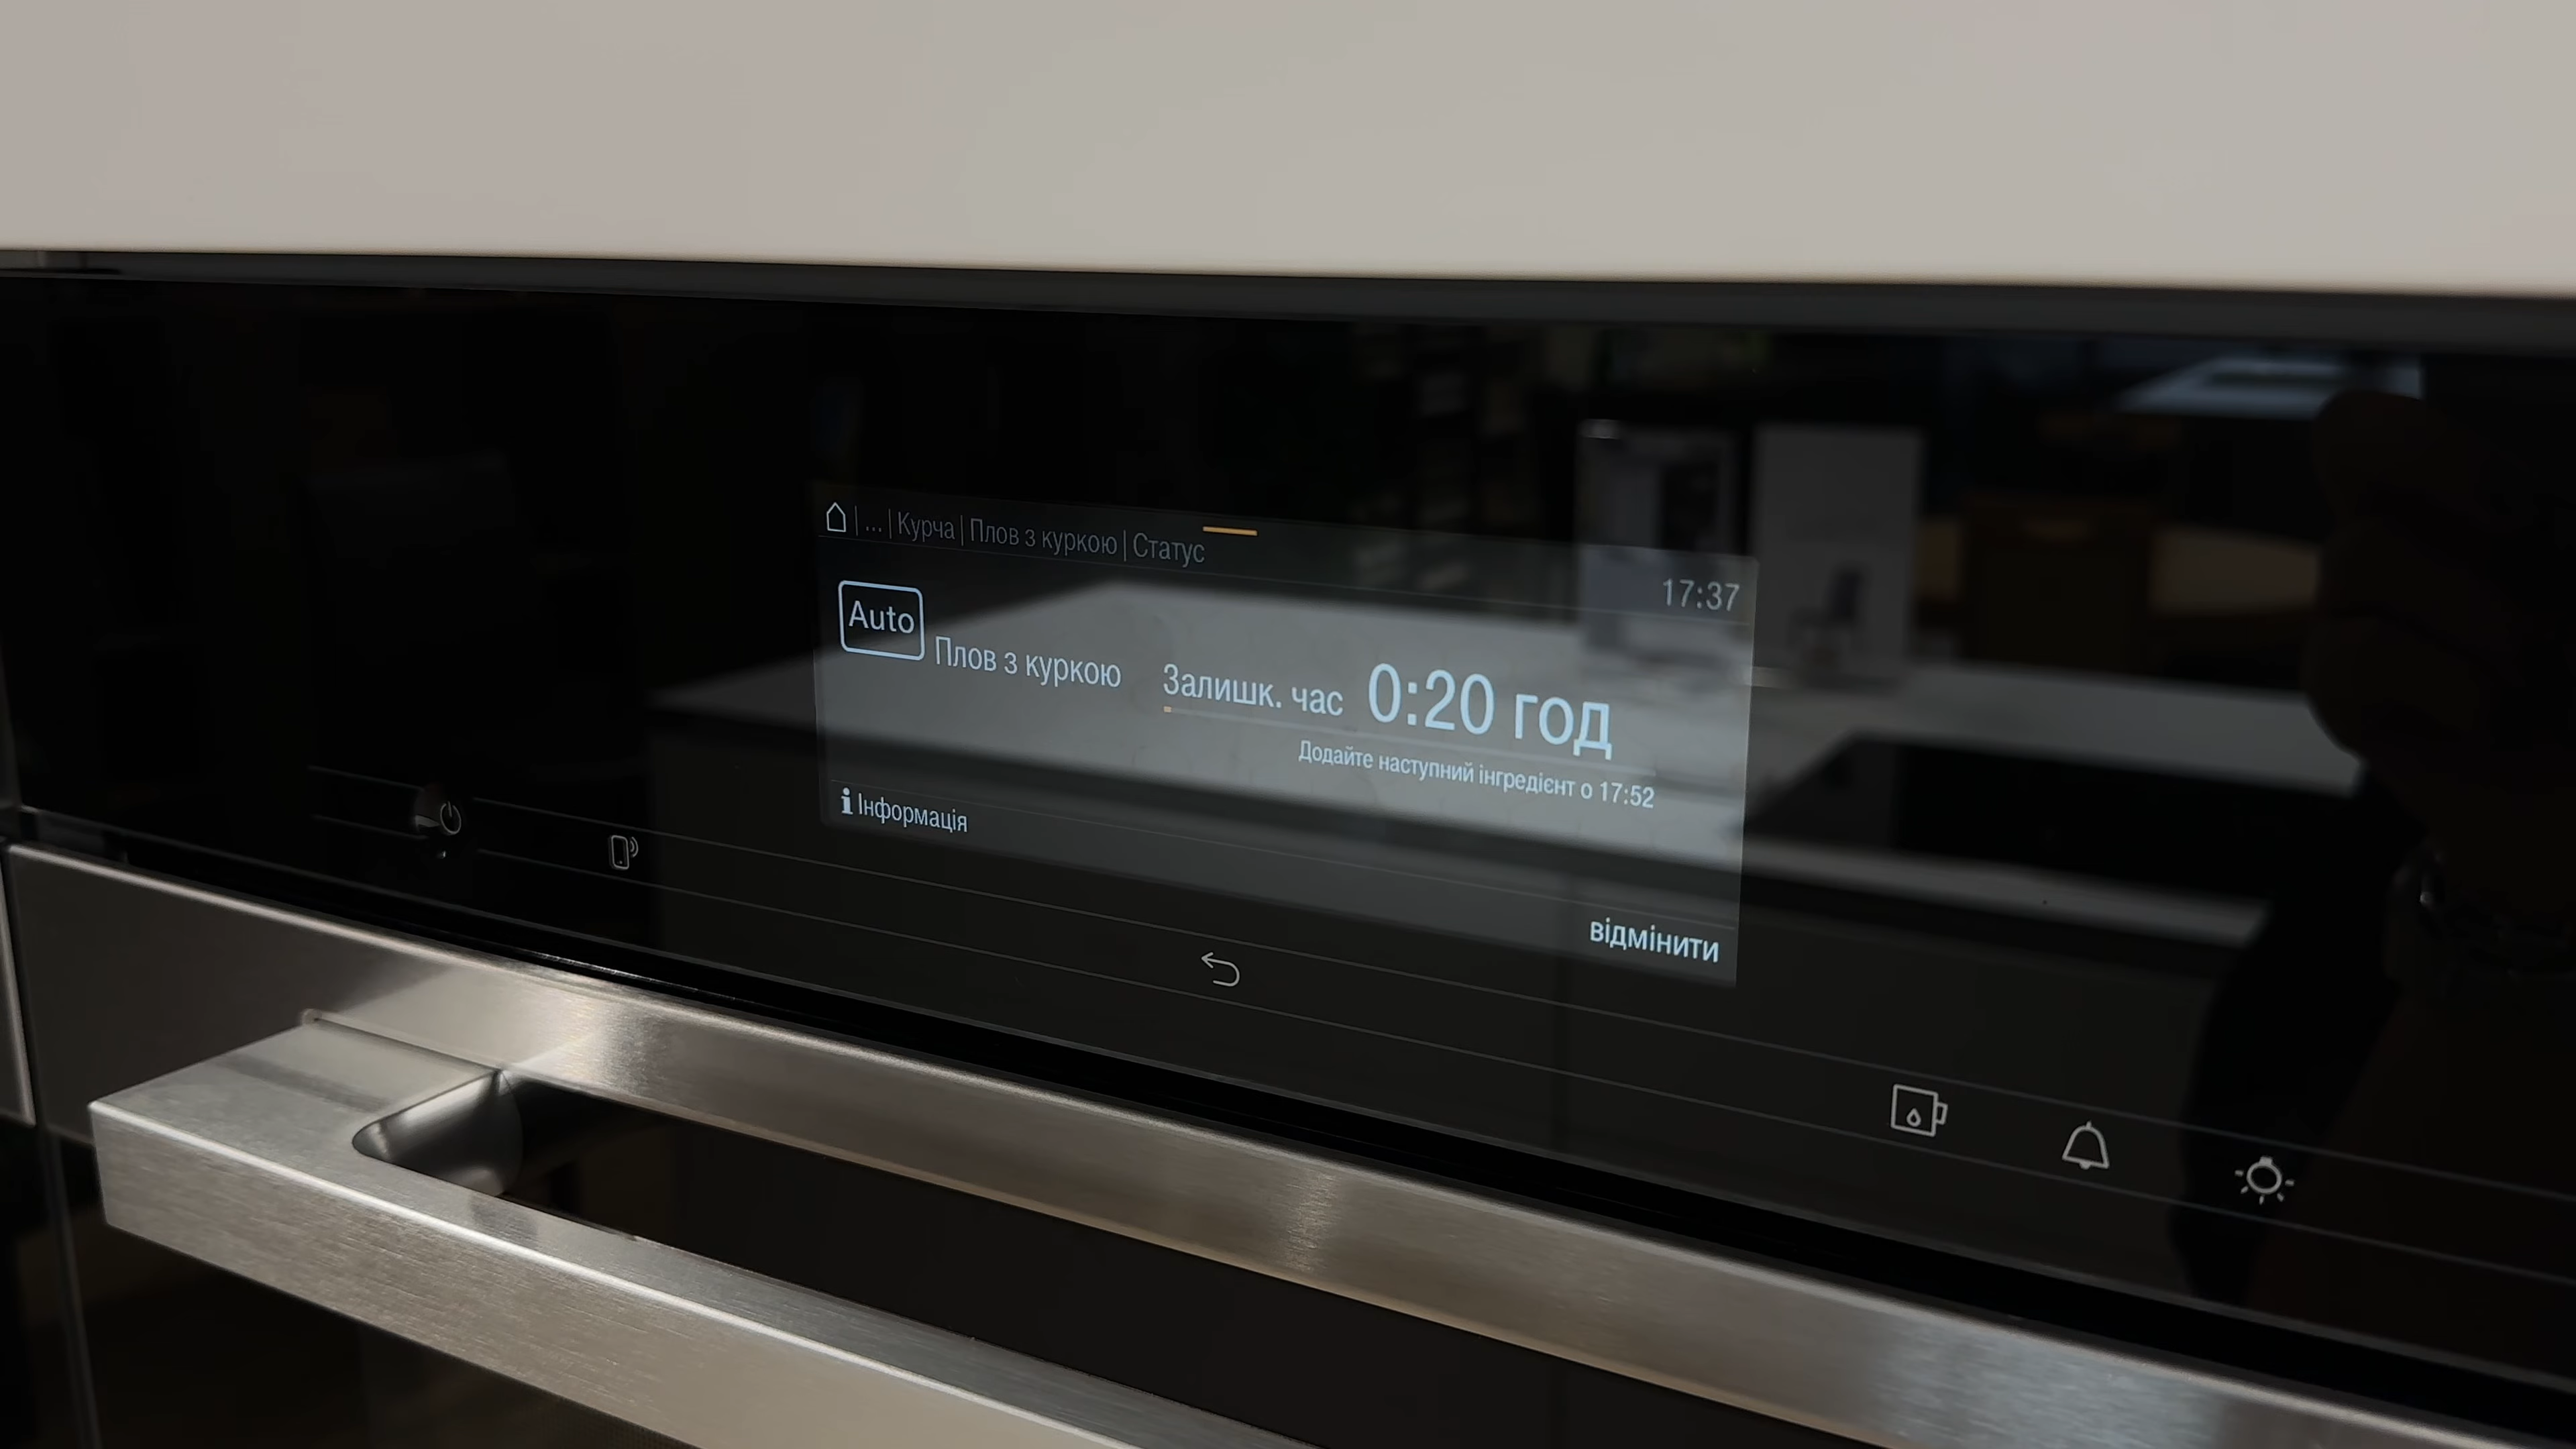 | ... | Курча | Плов з куркою | Статус
17:37
Auto
Плов з куркою
Залишк. час 0:20 год
Додайте наступний інгредієнт о 17:52
i Інформація
відмінити